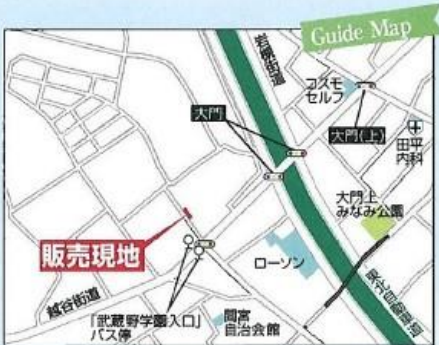 Guide Map
岩槻街道
コスモ
セルフ
大門
大門(上)
田平
内科
大門上
みなみ公園
販売現地
ローソン
越谷街道
「武蔵野学園入口」
バス停
間宮
自治会館
東北自動車道